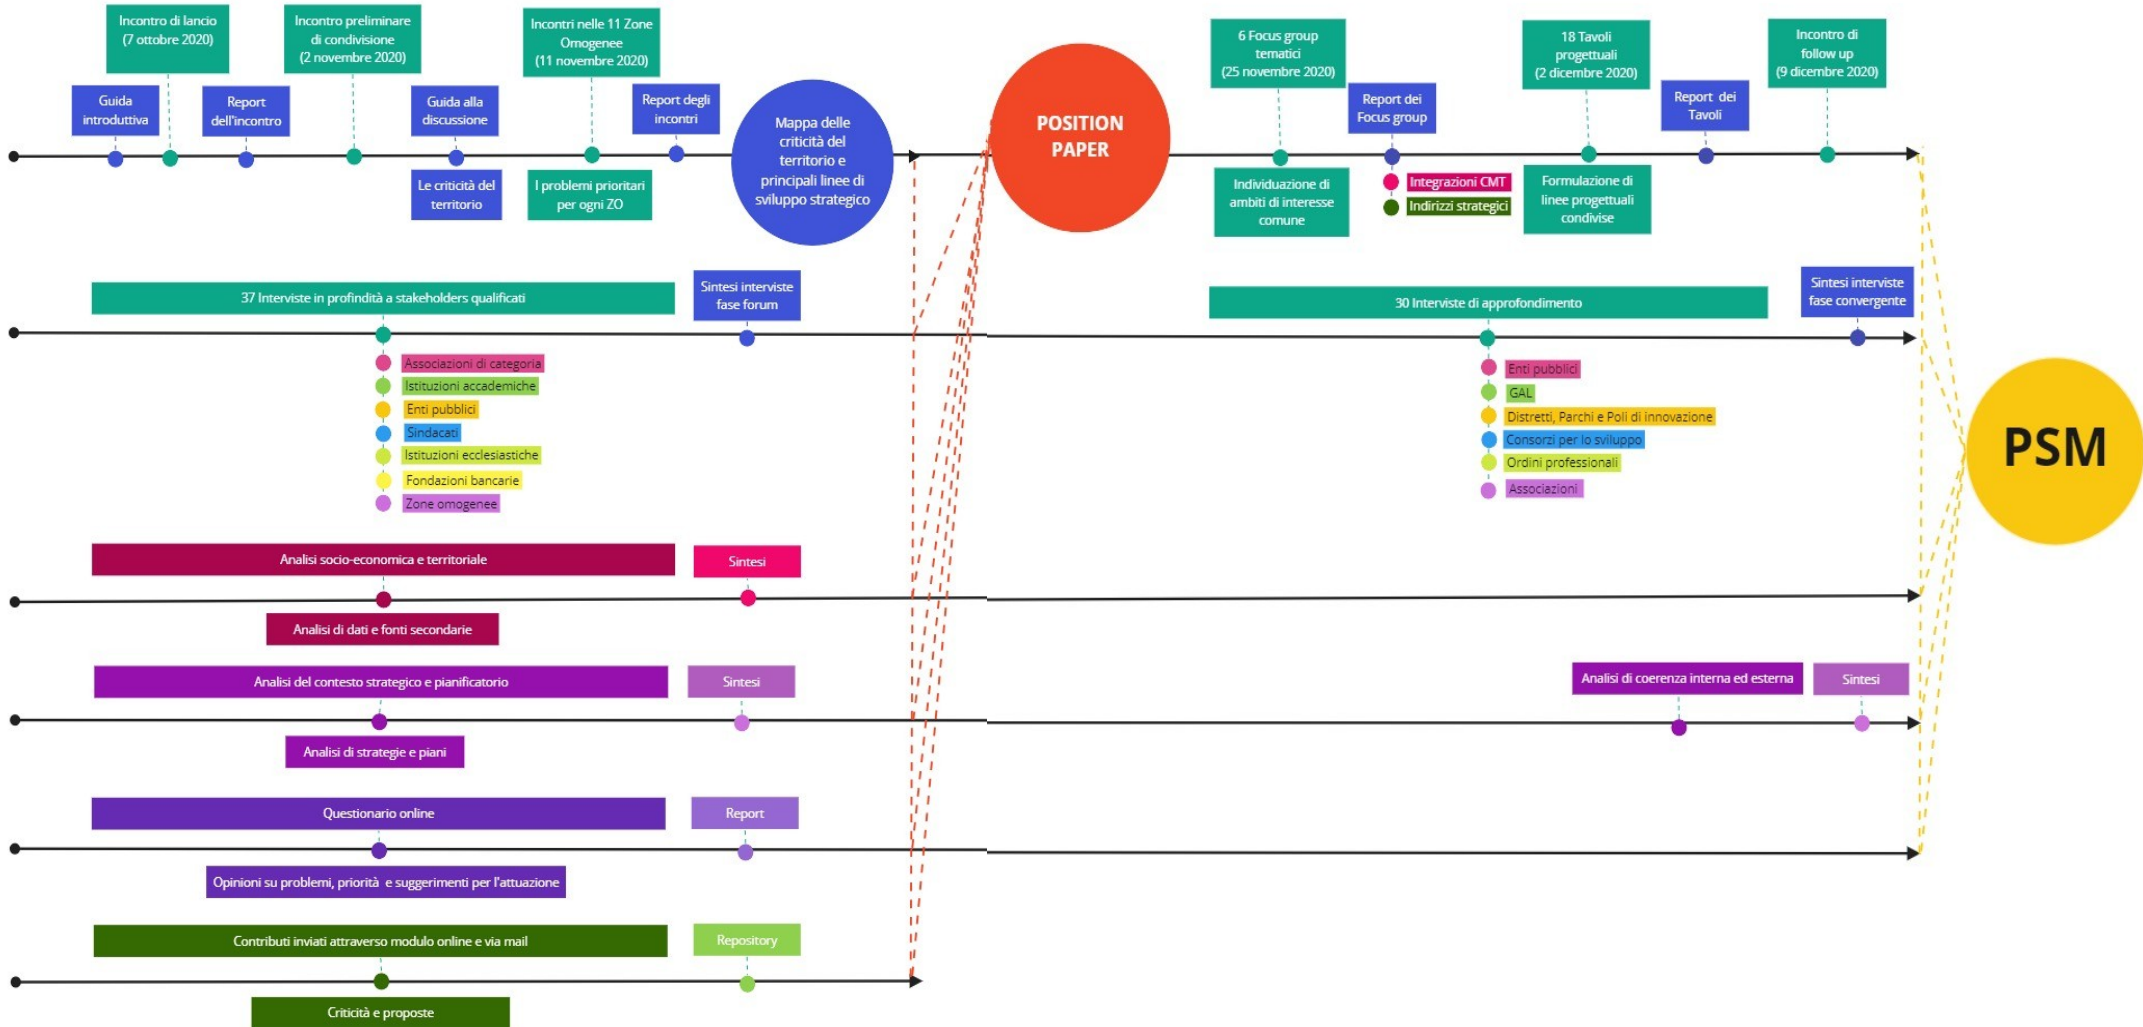 Incontro di lancio
(7 ottobre 2020)
Incontro preliminare
di condivisione
(2 novembre 2020)
Incontri nelle 11 Zone
Omogenee
(11 novembre 2020)
Guida
introduttiva
Report
dell'incontro
Guida alla
discussione
Report degli
incontri
Le criticità del
territorio
I problemi prioritari
per ogni ZO
Mappa delle
criticità del
territorio e
principali linee di
sviluppo strategico
POSITION
PAPER
6 Focus group
tematici
(25 novembre 2020)
Report dei
Focus group
18 Tavoli
progettuali
(2 dicembre 2020)
Report dei
Tavoli
Incontro di
follow up
(9 dicembre 2020)
Individuazione di
ambiti di interesse
comune
Integrazioni CMT
Indirizzi strategici
Formulazione di
linee progettuali
condivise
37 Interviste in profindità a stakeholders qualificati
Sintesi interviste
fase forum
Associazioni di categoria
Istituzioni accademiche
Enti pubblici
Sindacati
Istituzioni ecclesiastiche
Fondazioni bancarie
Zone omogenee
30 Interviste di approfondimento
Sintesi interviste
fase convergente
Enti pubblici
GAL
Distretti, Parchi e Poli di innovazione
Consorzi per lo sviluppo
Ordini professionali
Associazioni
PSM
Analisi socio-economica e territoriale
Sintesi
Analisi di dati e fonti secondarie
Analisi del contesto strategico e pianificatorio
Sintesi
Analisi di strategie e piani
Analisi di coerenza interna ed esterna
Sintesi
Questionario online
Report
Opinioni su problemi, priorità e suggerimenti per l'attuazione
Contributi inviati attraverso modulo online e via mail
Repository
Criticità e proposte